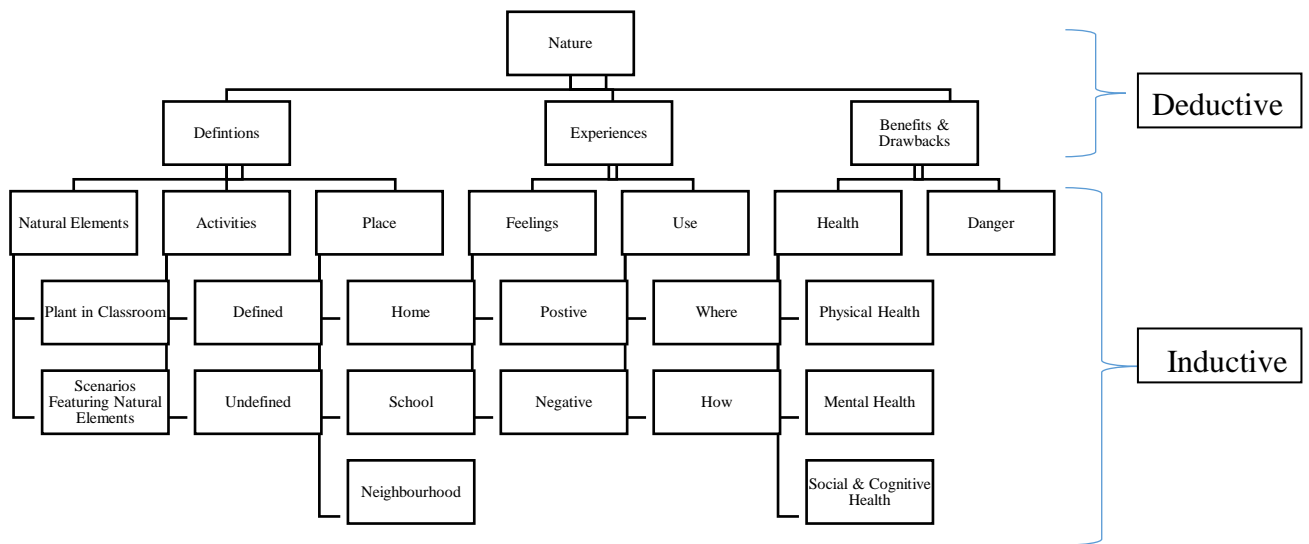 Nature
Deductive
Defintions
Experiences
Benefits &
Drawbacks
Natural Elements
Activities
Place
Feelings
Use
Health
Danger
Plant in Classroom
Defined
Home
Postive
Where
Physical Health
Inductive
Scenarios
Featuring Natural
Elements
Undefined
School
Negative
How
Mental Health
Neighbourhood
Social & Cognitive
Health